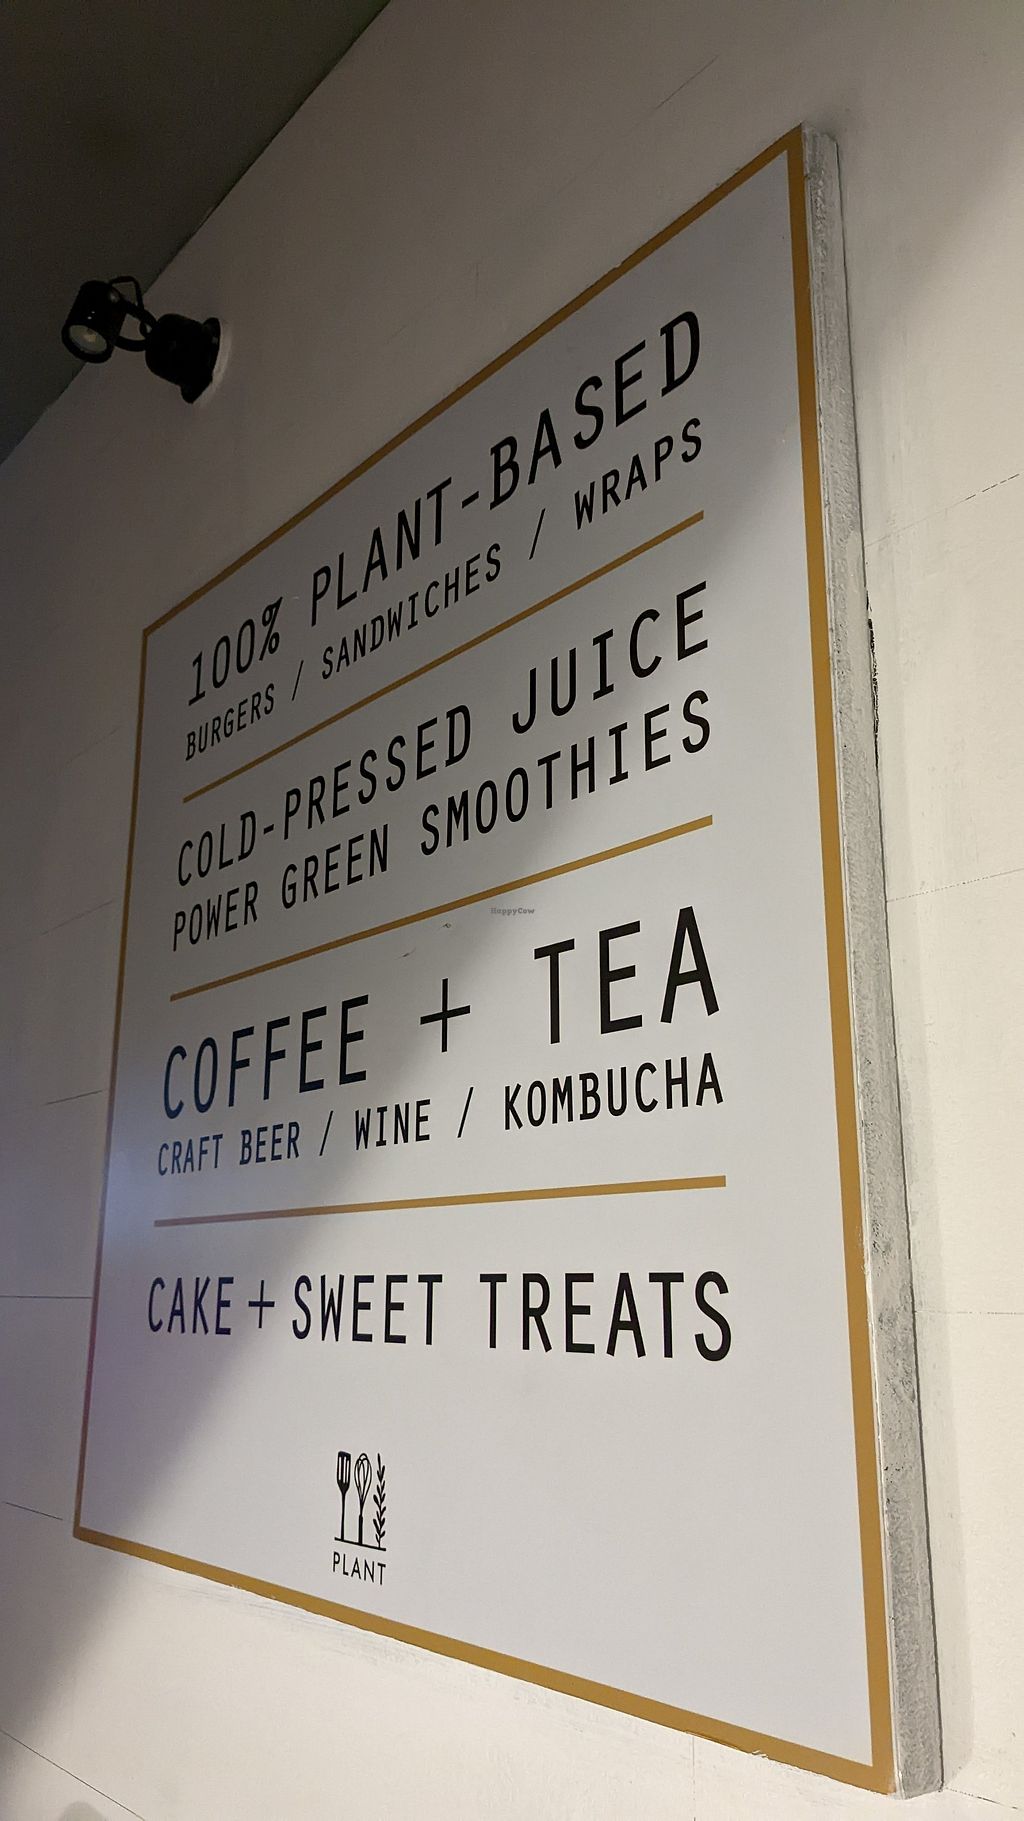 100% PLANT-BASED
BURGERS / SANDWICHES / WRAPS
COLD-PRESSED JUICE
POWER GREEN SMOOTHIES
HappyCow
COFFEE + TEA
CRAFT BEER / WINE / KOMBUCHA
CAKE + SWEET TREATS
PLANT